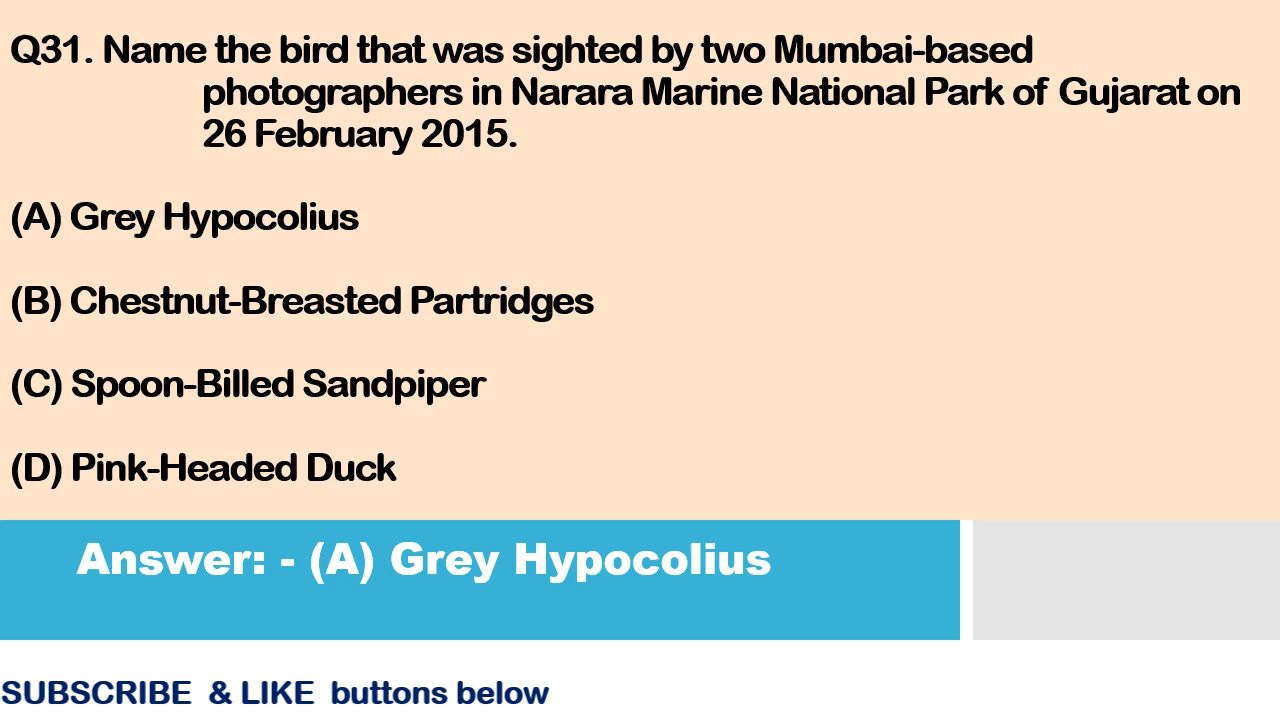 Q31. Name the bird that was sighted by two Mumbai-based
photographers in Narara Marine National Park of Gujarat on
26 February 2015.
(A) Grey Hypocolius
(B) Chestnut-Breasted Partridges
(C) Spoon-Billed Sandpiper
(D) Pink-Headed Duck
Answer: - (A) Grey Hypocolius
SUBSCRIBE & LIKE buttons below